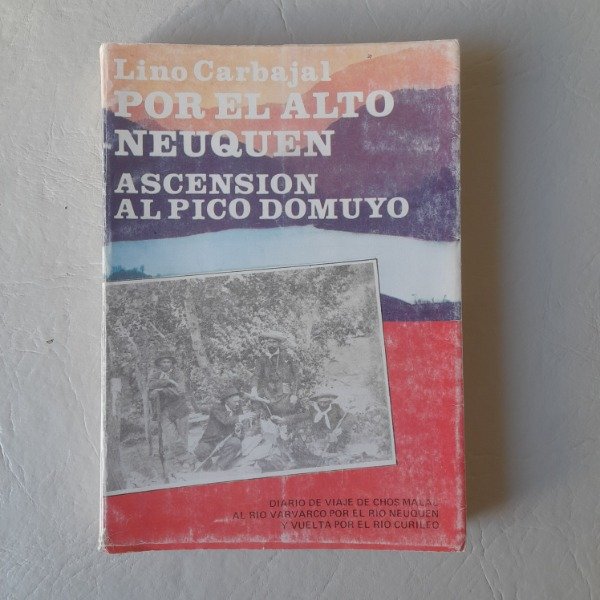 Lino Carbajal
POR EL ALTO
NEUQUEN
ASCENSION
AL PICO DOMUYO
DIARIO DE VIAJE DE CHOS MALAL
AL RIO VARVARCO POR EL RIO NEUQUEN
Y VUELTA POR EL RIO CURILEO